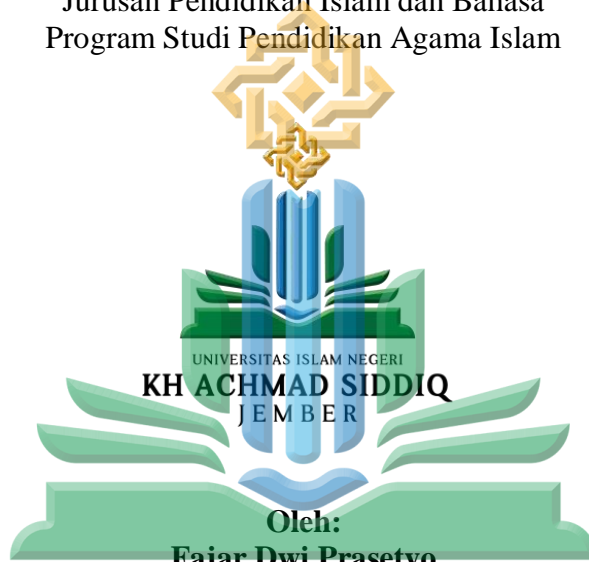 Jurusan Pendidikan Islam dan Bahasa
Program Studi Pendidikan Agama Islam
UNIVERSITAS ISLAM NEGERI
KH ACHMAD SIDDIQ
JEMBER
Oleh:
Fajar Dwi Prasetyo